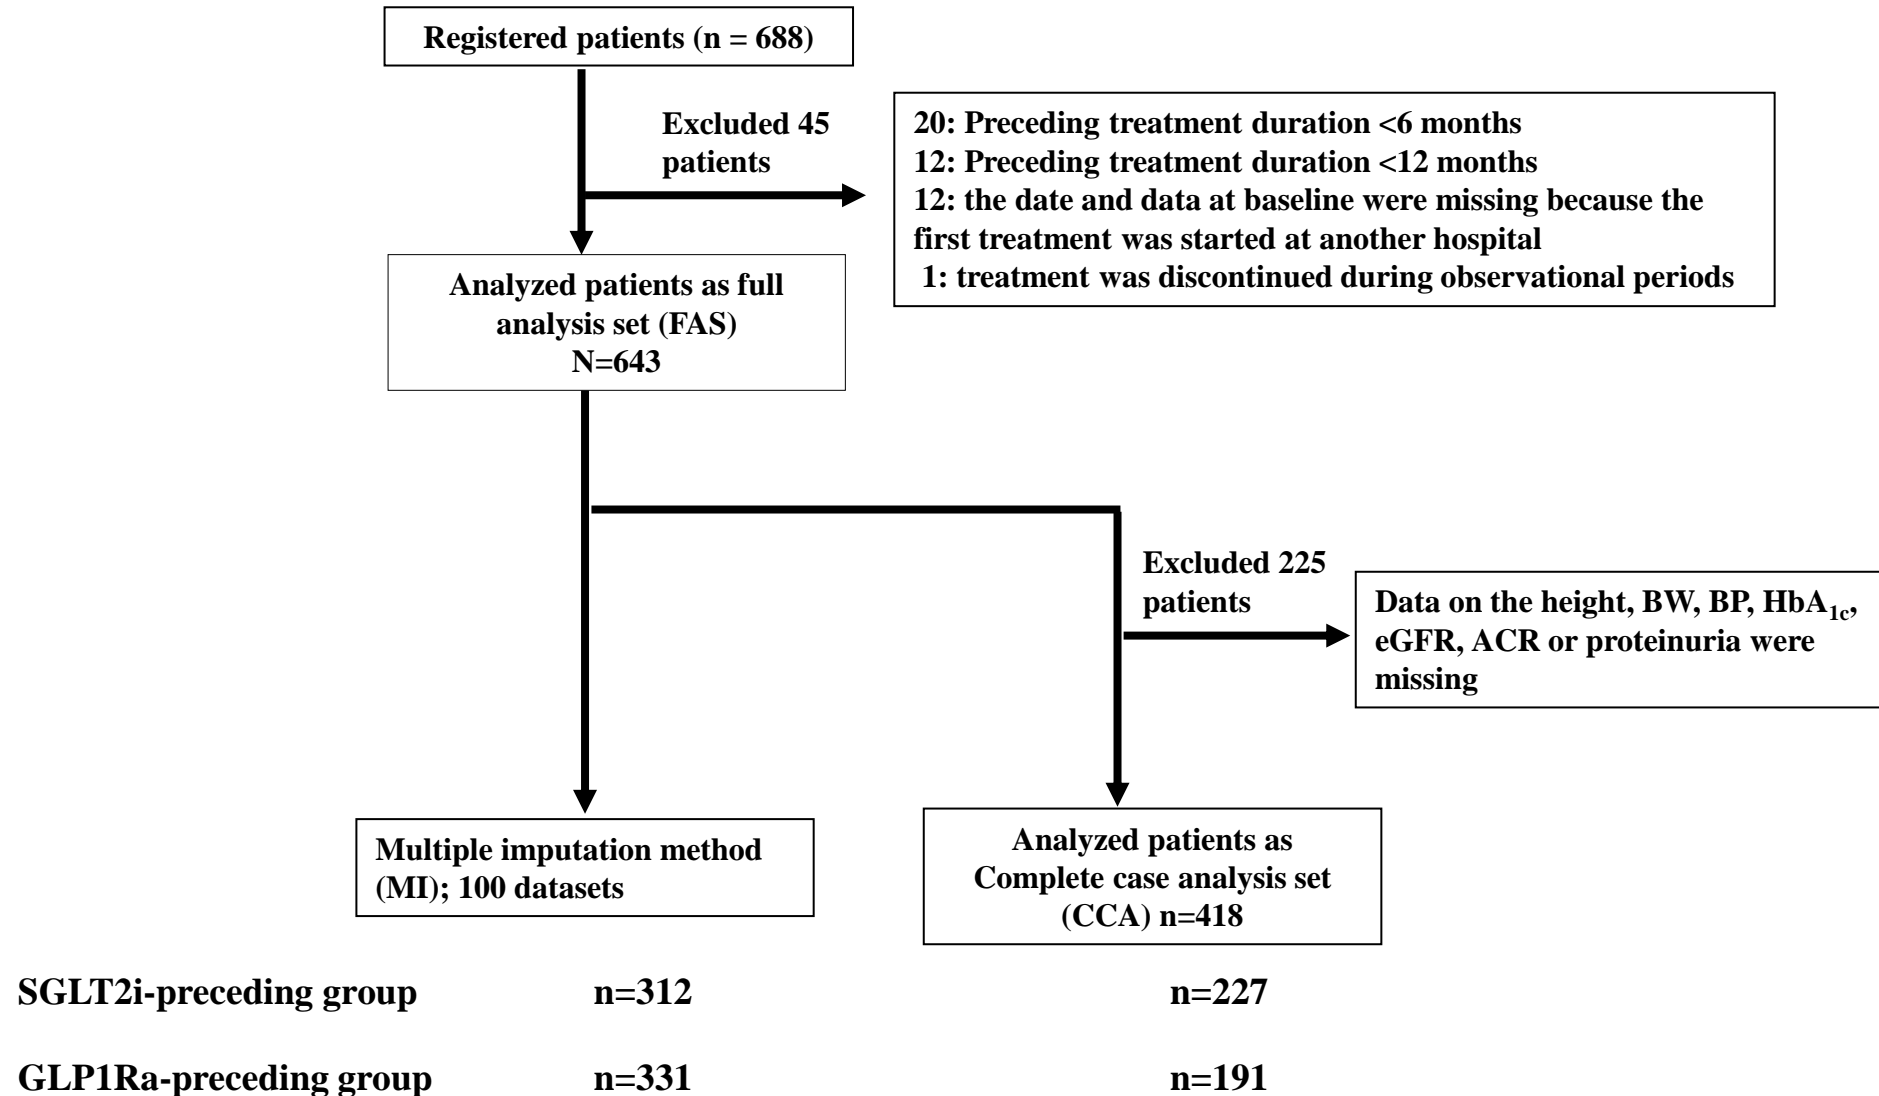 Registered patients (n = 688)
Excluded 45
patients
20: Preceding treatment duration <6 months
12: Preceding treatment duration <12 months
12: the date and data at baseline were missing because the
first treatment was started at another hospital
1: treatment was discontinued during observational periods
Analyzed patients as full
analysis set (FAS)
N=643
Excluded 225
patients
Data on the height, BW, BP, HbA1c,
eGFR, ACR or proteinuria were
missing
Multiple imputation method
(MI); 100 datasets
Analyzed patients as
Complete case analysis set
(CCA) n=418
SGLT2i-preceding group n=312 n=227
GLP1Ra-preceding group n=331 n=191